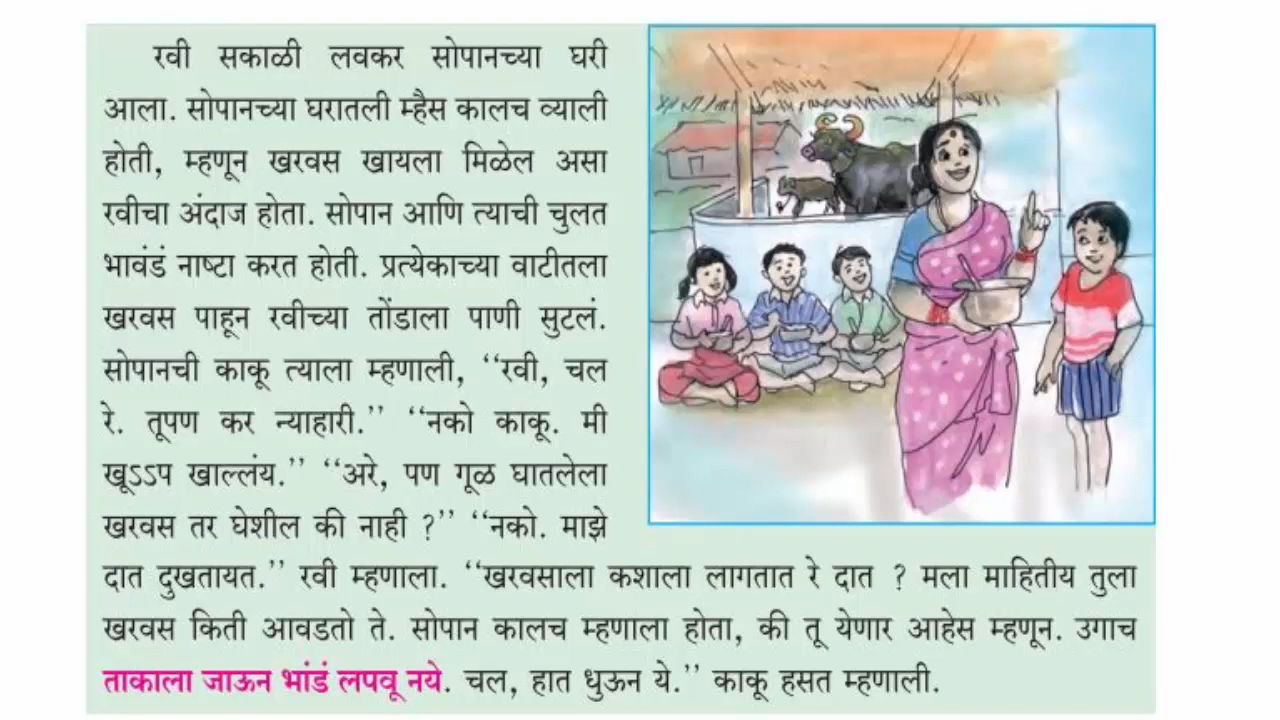 रवी सकाळी लवकर सोपानच्या घरी
आला. सोपानच्या घरातली म्हैस कालच व्याली
होती, म्हणून खरवस खायला मिळेल असा
रवीचा अंदाज होता. सोपान आणि त्याची चुलत
भावंडं नाष्टा करत होती. प्रत्येकाच्या वाटीतला
खरवस पाहून रवीच्या तोंडाला पाणी सुटलं.
सोपानची काकू त्याला म्हणाली, ‘‘रवी, चल
रे. तूपण कर न्याहारी.’’ ‘‘नको काकू. मी
खूऽऽप खाल्लंय.’’ ‘‘अरे, पण गूळ घातलेला
खरवस तर घेशील की नाही ?’’ ‘‘नको. माझे
दात दुखतायत.’’ रवी म्हणाला. ‘‘खरवसाला कशाला लागतात रे दात ? मला माहितीय तुला
खरवस किती आवडतो ते. सोपान कालच म्हणाला होता, की तू येणार आहेस म्हणून. उगाच
ताकाला जाऊन भांडं लपवू नये. चल, हात धुऊन ये.’’ काकू हसत म्हणाली.